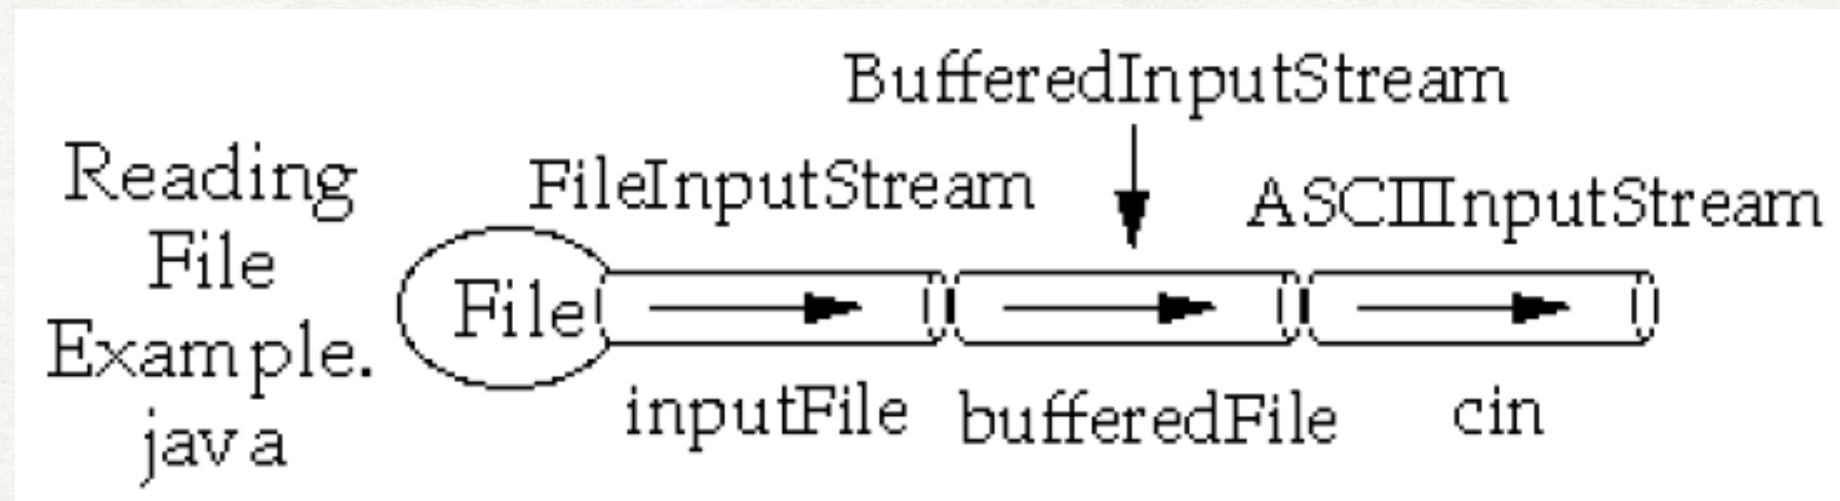 Reading
File
Example.
java
BufferedInputStream
FileInputStream
ASCIIInputStream
File
inputFile
bufferedFile
cin